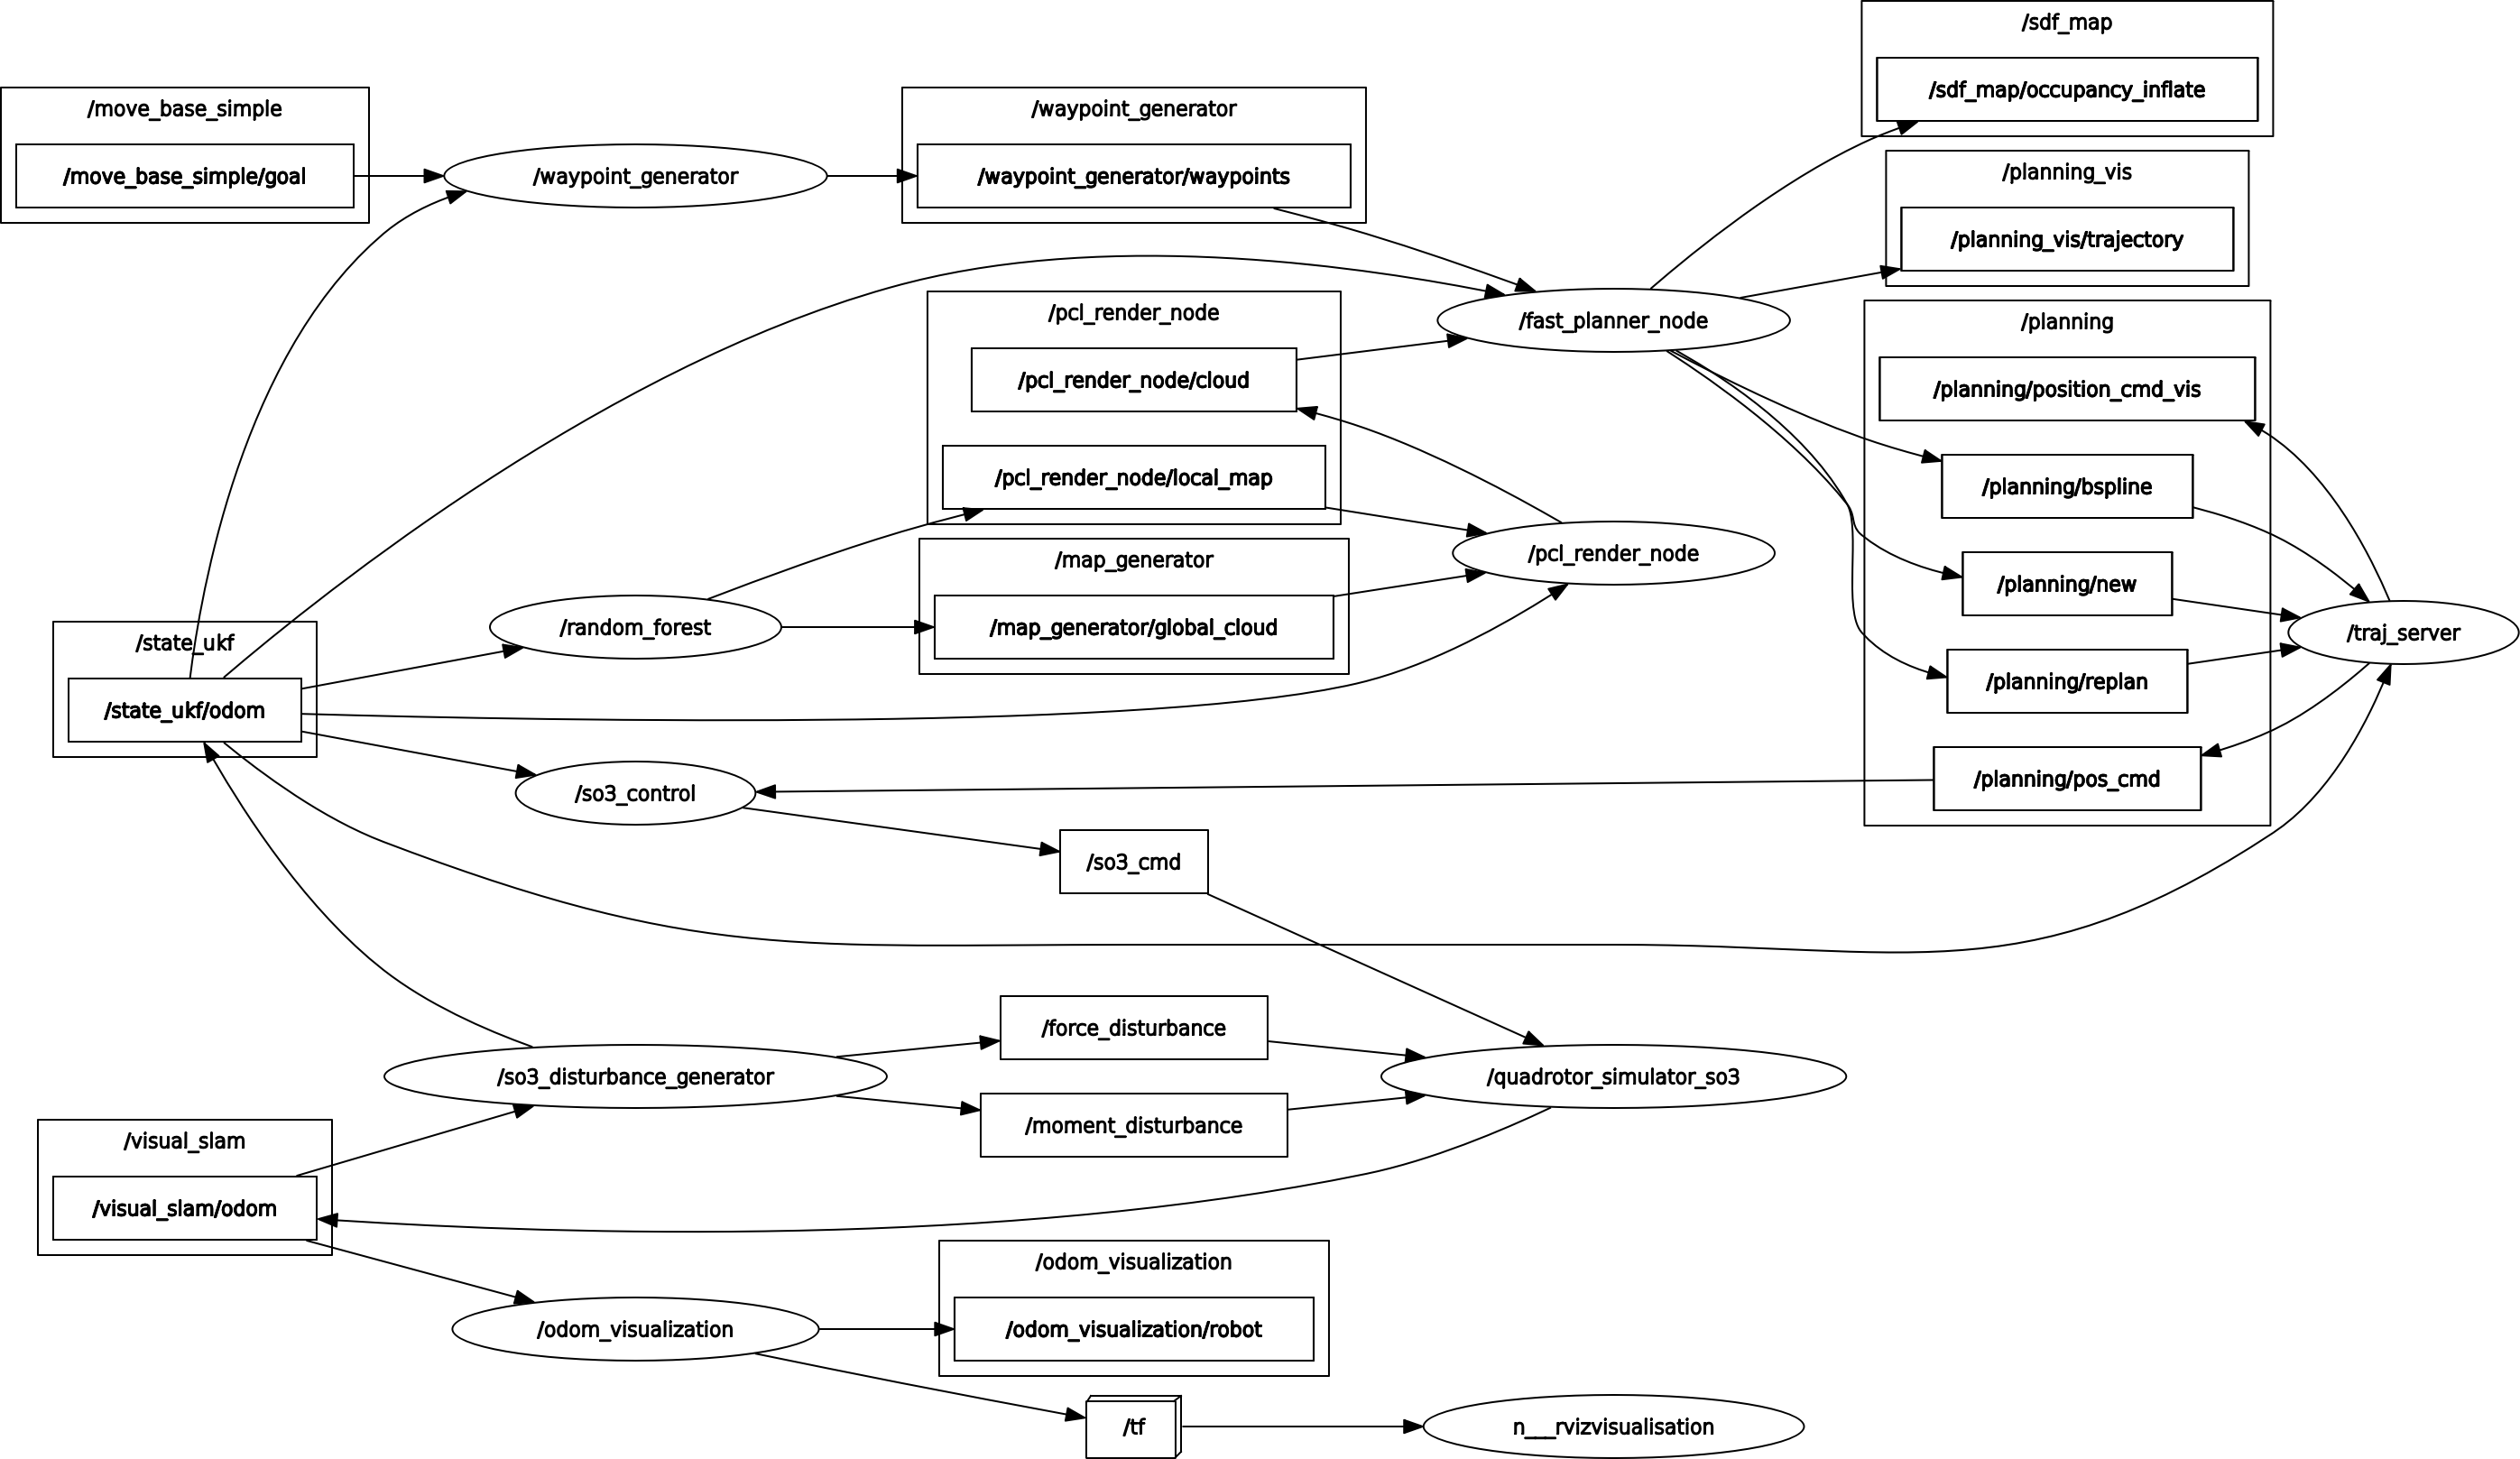 /sdf_map
/sdf_map/occupancy_inflate
/move_base_simple
/move_base_simple/goal
/waypoint_generator
/waypoint_generator
/waypoint_generator/waypoints
/planning_vis
/planning_vis/trajectory
/pcl_render_node
/pcl_render_node/cloud
/pcl_render_node/local_map
/fast_planner_node
/planning
/planning/position_cmd_vis
/planning/bspline
/planning/new
/planning/replan
/planning/pos_cmd
/pcl_render_node
/map_generator
/map_generator/global_cloud
/random_forest
/traj_server
/state_ukf
/state_ukf/odom
/so3_control
/so3_cmd
/force_disturbance
/so3_disturbance_generator
/quadrotor_simulator_so3
/moment_disturbance
/visual_slam
/visual_slam/odom
/odom_visualization
/odom_visualization/robot
/odom_visualization
/tf
n___rvizvisualisation